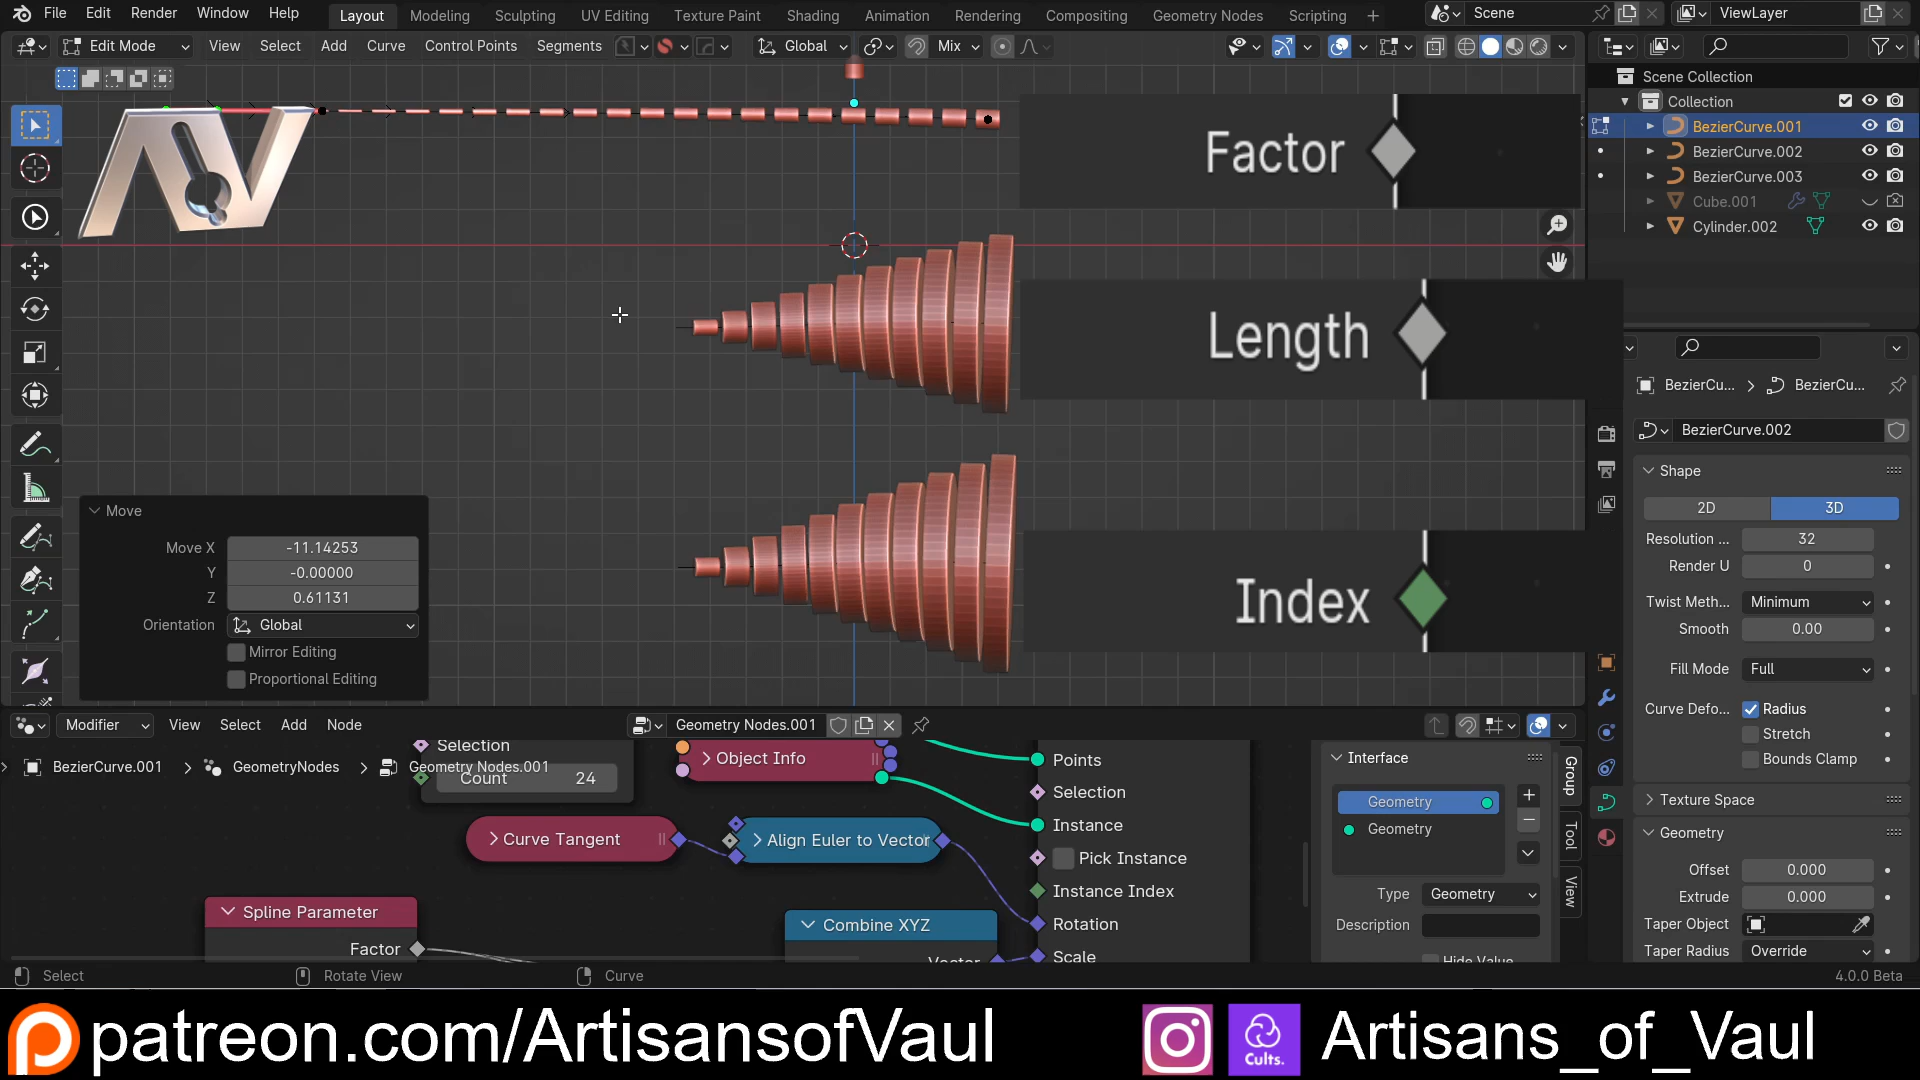 File Edit Render Window Help Layout Modeling Sculpting UV Editing Texture Paint Shading Animation Rendering Compositing Geometry Nodes Scripting + Scene ViewLayer
Edit Mode View Select Add Curve Control Points Segments Global Mix
Scene Collection
Collection
BezierCurve.001
BezierCurve.002
BezierCurve.003
Cube.001
Cylinder.002
Factor
Length
Index
Move
Move X -11.14253
Y -0.00000
Z 0.61131
Orientation Global
Mirror Editing
Proportional Editing
BezierCu... > BezierCu...
BezierCurve.002
Shape
2D 3D
Resolution ... 32
Render U 0
Twist Meth... Minimum
Smooth 0.00
Fill Mode Full
Curve Defo... Radius
Stretch
Bounds Clamp
Texture Space
Geometry
Offset 0.000
Extrude 0.000
Taper Object
Taper Radius Override
Modifier View Select Add Node Geometry Nodes.001
BezierCurve.001 > GeometryNodes > Geometry Nodes.001
Selection
Count 24
Object Info
Curve Tangent
Align Euler to Vector
Spline Parameter
Factor
Combine XYZ
Vector
Points
Selection
Instance
Pick Instance
Instance Index
Rotation
Scale
Interface
Geometry
Geometry
Type Geometry
Description
Hide Value
Group
Tool
View
Select Rotate View Curve 4.0.0 Beta
patreon.com/ArtisansofVaul Cults. Artisans_of_Vaul